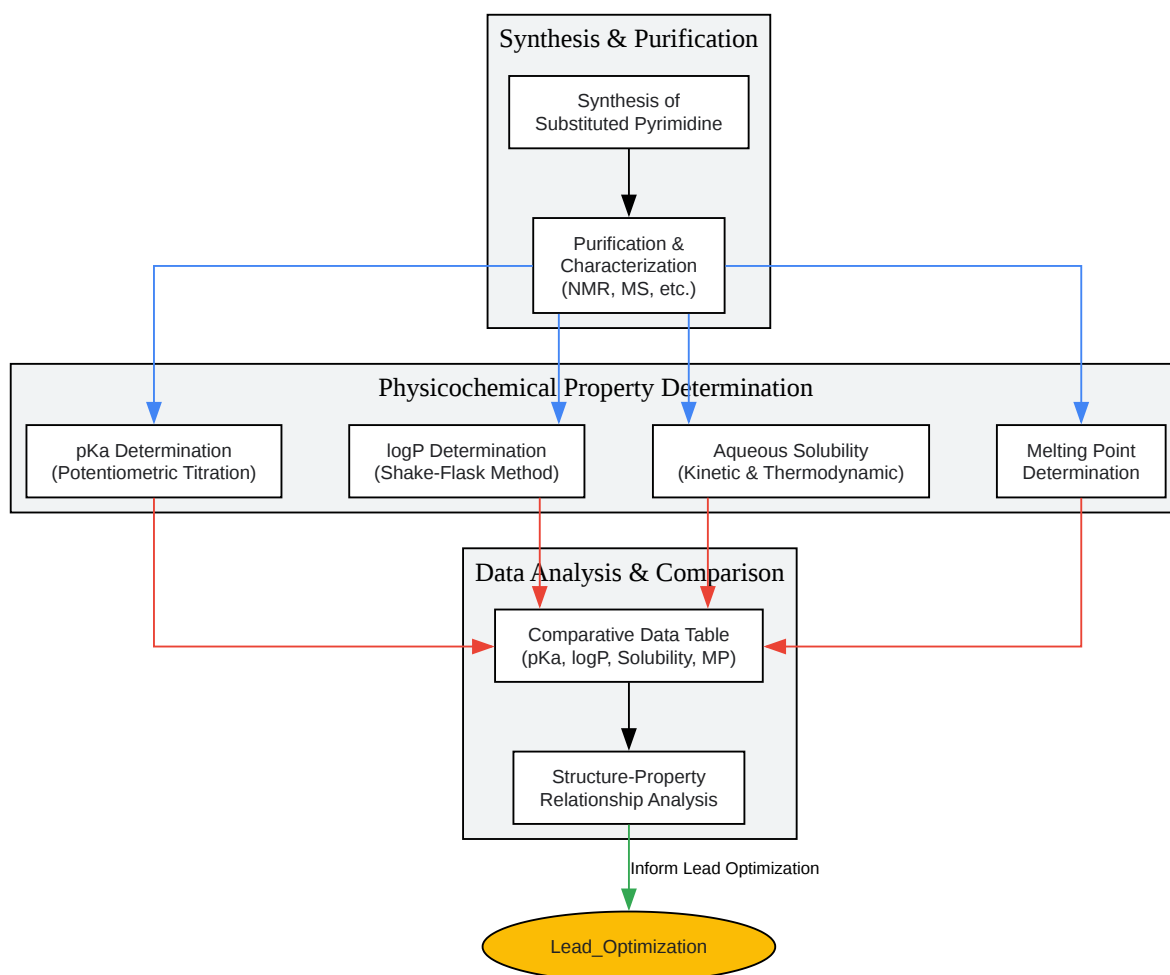 Synthesis & Purification
Synthesis of
Substituted Pyrimidine
Purification &
Characterization
(NMR, MS, etc.)
Physicochemical Property Determination
pKa Determination
(Potentiometric Titration)
logP Determination
(Shake-Flask Method)
Aqueous Solubility
(Kinetic & Thermodynamic)
Melting Point
Determination
Data Analysis & Comparison
Comparative Data Table
(pKa, logP, Solubility, MP)
Structure-Property
Relationship Analysis
Inform Lead Optimization
Lead_Optimization